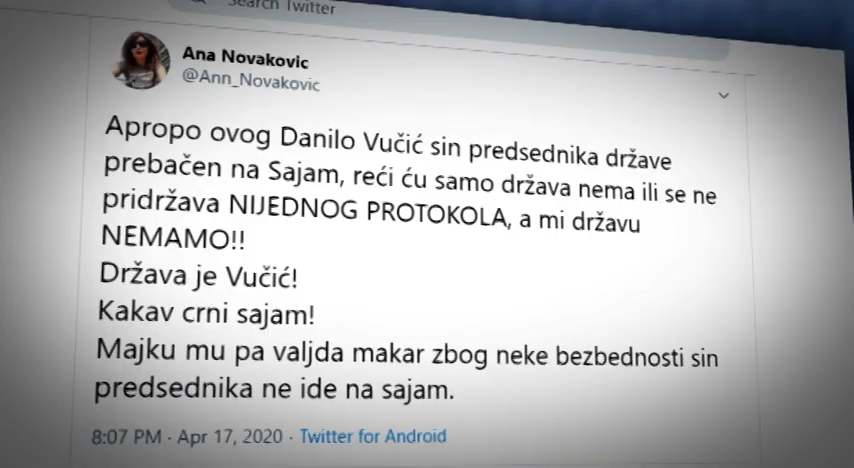 Search Twitter
Ana Novakovic
@Ann_Novakovic
Apropo ovog Danilo Vučić sin predsednika države
prebačen na Sajam, reći ću samo država nema ili se ne
pridržava NIJEDNOG PROTOKOLA, a mi državu
NEMAMO!!
Država je Vučić!
Kakav crni sajam!
Majku mu pa valjda makar zbog neke bezbednosti sin
predsednika ne ide na sajam.
8:07 PM · Apr 17, 2020 · Twitter for Android